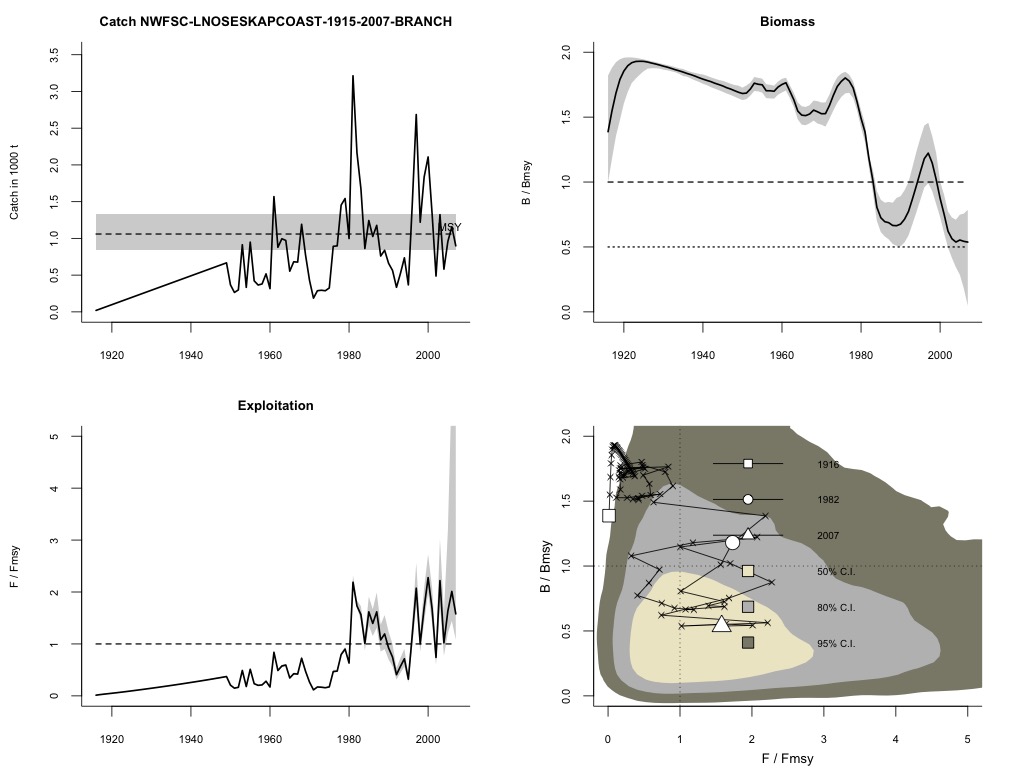 Catch NWFSC-LNOSESKAPCOAST-1915-2007-BRANCH
Catch in 1000 t
0.0 0.5 1.0 1.5 2.0 2.5 3.0 3.5
MSY
1920 1940 1960 1980 2000
Biomass
B / Bmsy
0.0 0.5 1.0 1.5 2.0
1920 1940 1960 1980 2000
Exploitation
F / Fmsy
0 1 2 3 4 5
1920 1940 1960 1980 2000
B / Bmsy
0.0 0.5 1.0 1.5 2.0
1916
1982
2007
50% C.I.
80% C.I.
95% C.I.
0 1 2 3 4 5
F / Fmsy